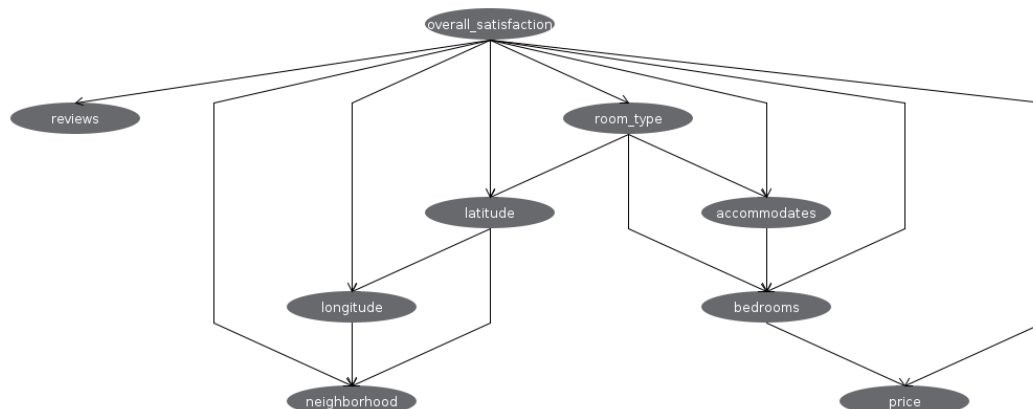 overall_satisfaction
reviews
room_type
latitude
accommodates
longitude
bedrooms
neighborhood
price